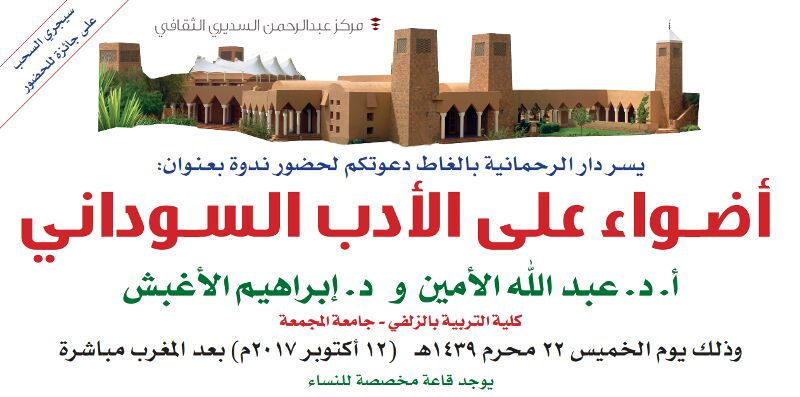 سيجري السحب
على جائزة للحضور
مركز عبدالرحمن السديري الثقافي
يسر دار الرحمانية بالغاط دعوتكم لحضور ندوة بعنوان:
أضواء على الأدب السوداني
أ. د. عبد الله الأمين و د. إبراهيم الأغبش
كلية التربية بالزلفي - جامعة المجمعة
وذلك يوم الخميس ٢٢ محرم ١٤٣٩هـ (١٢ أكتوبر ٢٠١٧م) بعد المغرب مباشرة
يوجد قاعة مخصصة للنساء